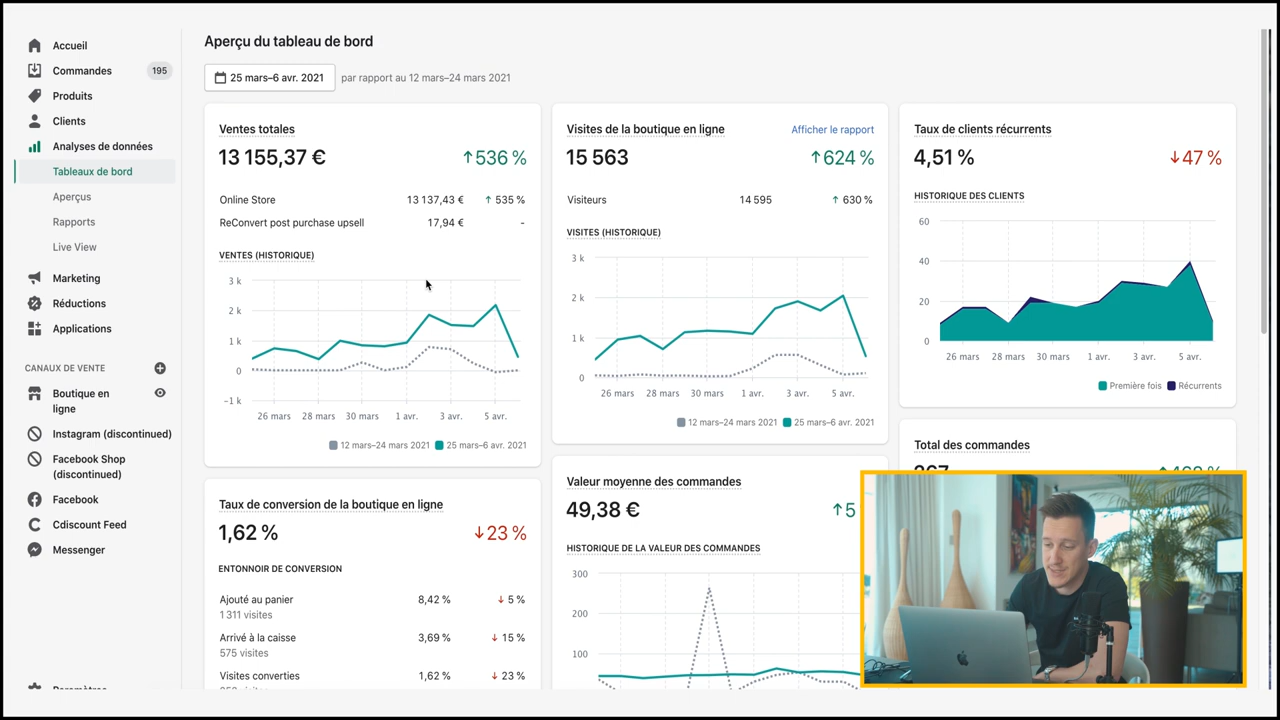 Accueil
Commandes 195
Produits
Clients
Analyses de données
Tableaux de bord
Aperçus
Rapports
Live View
Marketing
Réductions
Applications
CANAUX DE VENTE
Boutique en
ligne
Instagram (discontinued)
Facebook Shop
(discontinued)
Facebook
Cdiscount Feed
Messenger
Aperçu du tableau de bord
25 mars–6 avr. 2021 par rapport au 12 mars–24 mars 2021
Ventes totales
13 155,37 € ↑536 %
Online Store 13 137,43 € ↑ 535 %
ReConvert post purchase upsell 17,94 € -
VENTES (HISTORIQUE)
3 k
2 k
1 k
0
−1 k
26 mars 28 mars 30 mars 1 avr. 3 avr. 5 avr.
12 mars–24 mars 2021 25 mars–6 avr. 2021
Taux de conversion de la boutique en ligne
1,62 % ↓23 %
ENTONNOIR DE CONVERSION
Ajouté au panier 8,42 % ↓ 5 %
1 311 visites
Arrivé à la caisse 3,69 % ↓ 15 %
575 visites
Visites converties 1,62 % ↓ 23 %
Visites de la boutique en ligne Afficher le rapport
15 563 ↑624 %
Visiteurs 14 595 ↑ 630 %
VISITES (HISTORIQUE)
3 k
2 k
1 k
0
26 mars 28 mars 30 mars 1 avr. 3 avr. 5 avr.
12 mars–24 mars 2021 25 mars–6 avr. 2021
Valeur moyenne des commandes
49,38 € ↑5
HISTORIQUE DE LA VALEUR DES COMMANDES
300
200
100
Taux de clients récurrents
4,51 % ↓47 %
HISTORIQUE DES CLIENTS
60
40
20
0
26 mars 28 mars 30 mars 1 avr. 3 avr. 5 avr.
Première fois Récurrents
Total des commandes